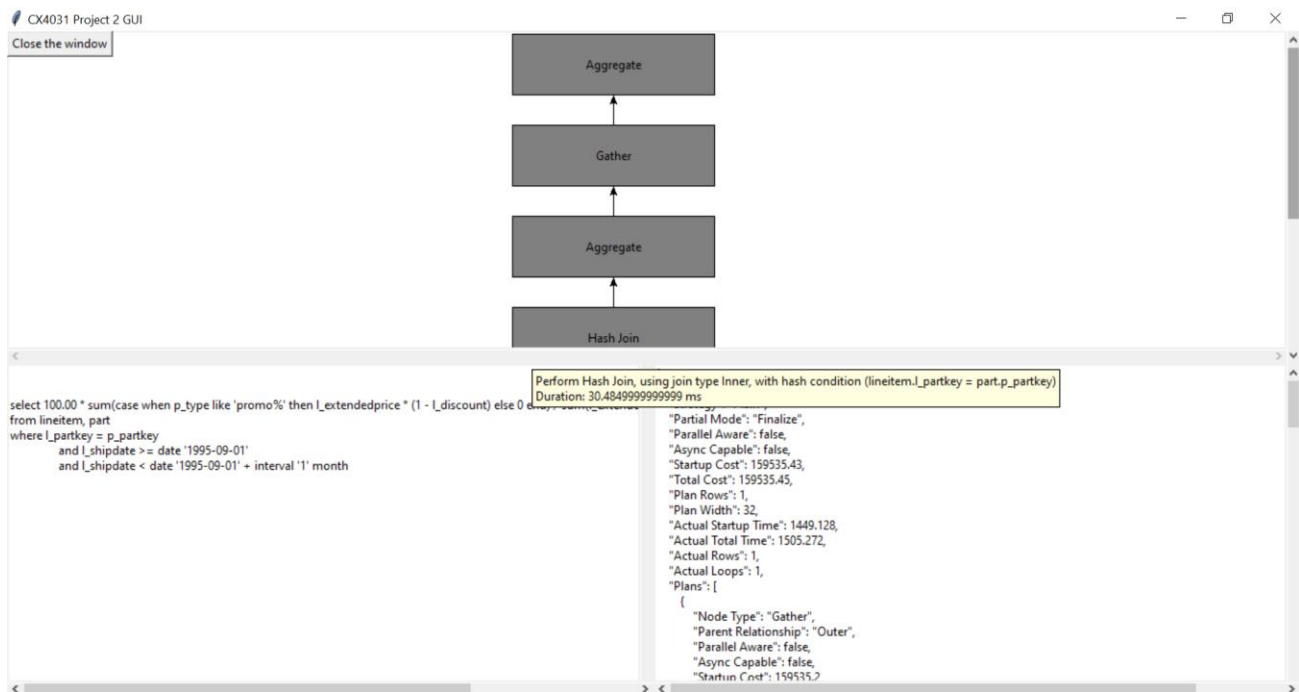 CX4031 Project 2 GUI
Close the window
Aggregate
Gather
Aggregate
Hash Join
Perform Hash Join, using join type Inner, with hash condition (lineitem.l_partkey = part.p_partkey)
Duration: 30.4849999999999 ms
select 100.00 * sum(case when p_type like 'promo%' then l_extendedprice * (1 - l_discount) else 0
from lineitem, part
where l_partkey = p_partkey
and l_shipdate >= date '1995-09-01'
and l_shipdate < date '1995-09-01' + interval '1' month
"Partial Mode": "Finalize",
"Parallel Aware": false,
"Async Capable": false,
"Startup Cost": 159535.43,
"Total Cost": 159535.45,
"Plan Rows": 1,
"Plan Width": 32,
"Actual Startup Time": 1449.128,
"Actual Total Time": 1505.272,
"Actual Rows": 1,
"Actual Loops": 1,
"Plans": [
{
"Node Type": "Gather",
"Parent Relationship": "Outer",
"Parallel Aware": false,
"Async Capable": false,
"Startup Cost": 159535.2